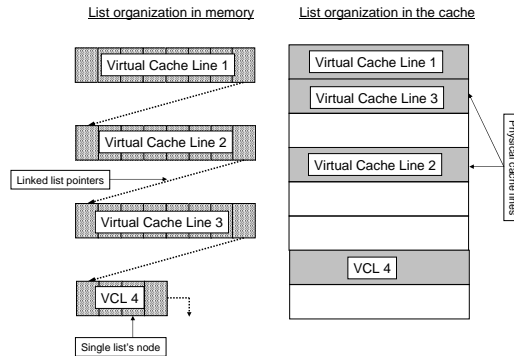 List organization in memory
List organization in the cache
Virtual Cache Line 1
Virtual Cache Line 2
Linked list pointers
Virtual Cache Line 3
VCL 4
Single list's node
Virtual Cache Line 1
Virtual Cache Line 3
Virtual Cache Line 2
VCL 4
Physical cache lines